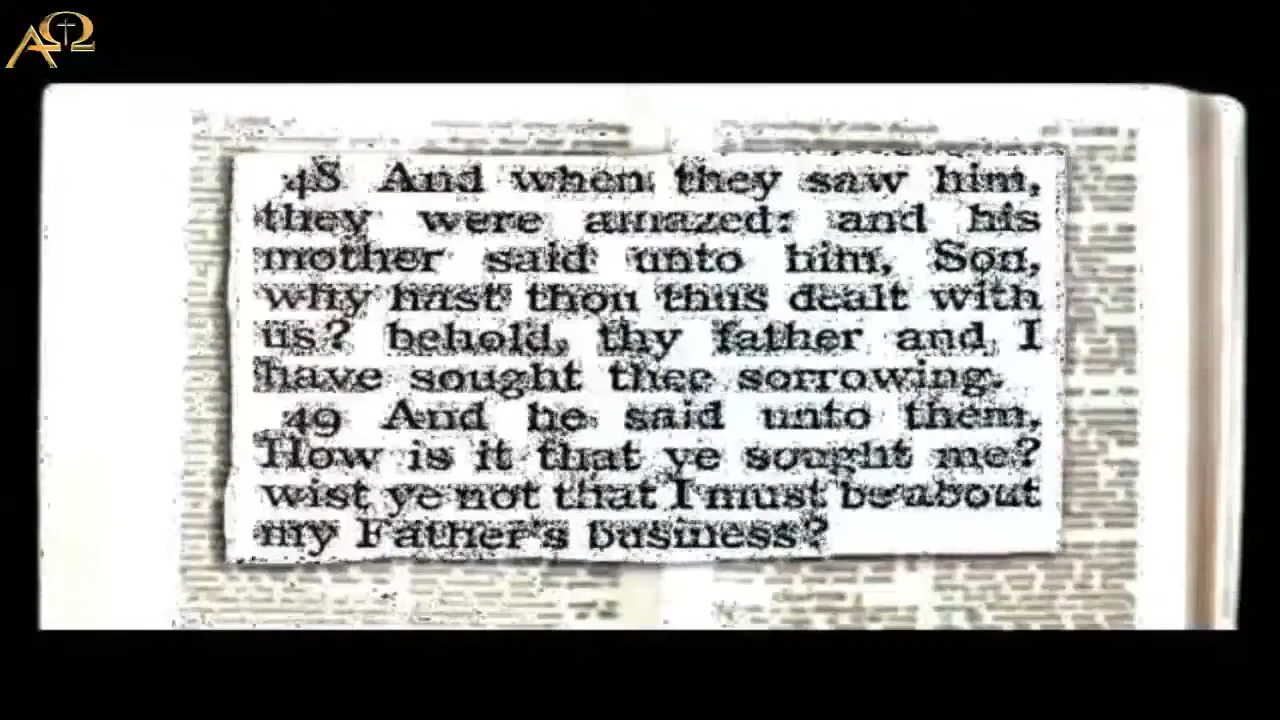 ΑΩ
48 And when they saw him,
they were amazed: and his
mother said unto him, Son,
why hast thou thus dealt with
us? behold, thy father and I
have sought thee sorrowing.
49 And he said unto them,
How is it that ye sought me?
wist ye not that I must be about
my Father's business?